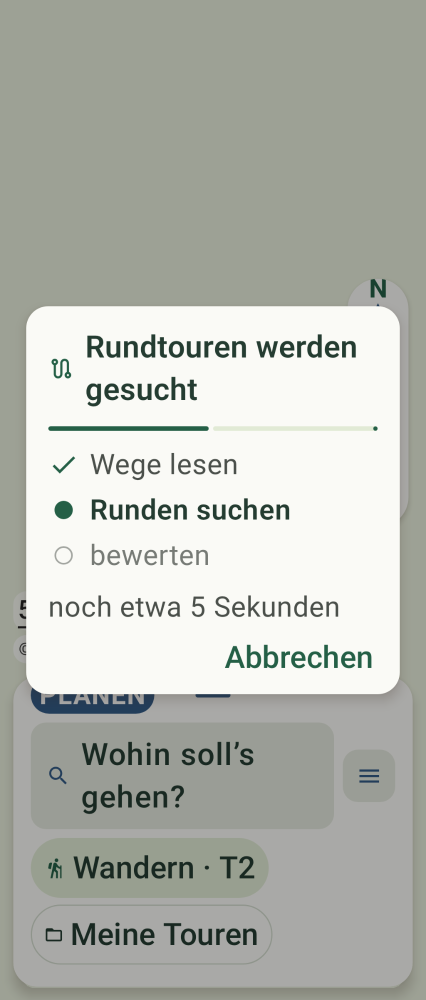 N
Rundtouren werden
gesucht
Wege lesen
Runden suchen
bewerten
noch etwa 5 Sekunden
Abbrechen
PLANEN
Wohin soll’s
gehen?
Wandern · T2
Meine Touren